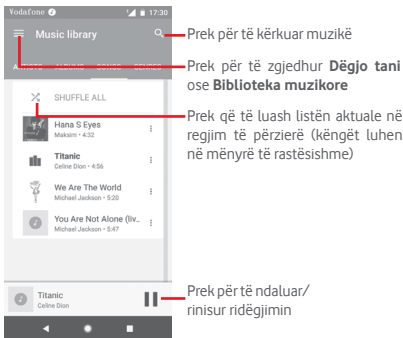 Vodafone
17:30
Music library
ARTISTS ALBUMS SONGS GENRES
SHUFFLE ALL
Hana S Eyes
Maksim • 4:32
Titanic
Celine Dion • 4:56
We Are The World
Michael Jackson • 5:20
You Are Not Alone (liv..
Michael Jackson • 5:47
Titanic
Celine Dion
Prek për të kërkuar muzikë
Prek për të zgjedhur Dëgjo tani
ose Biblioteka muzikore
Prek që të luash listën aktuale në
regjim të përzierë (këngët luhen
në mënyrë të rastësishme)
Prek për të ndaluar/
rinisur ridëgjimin